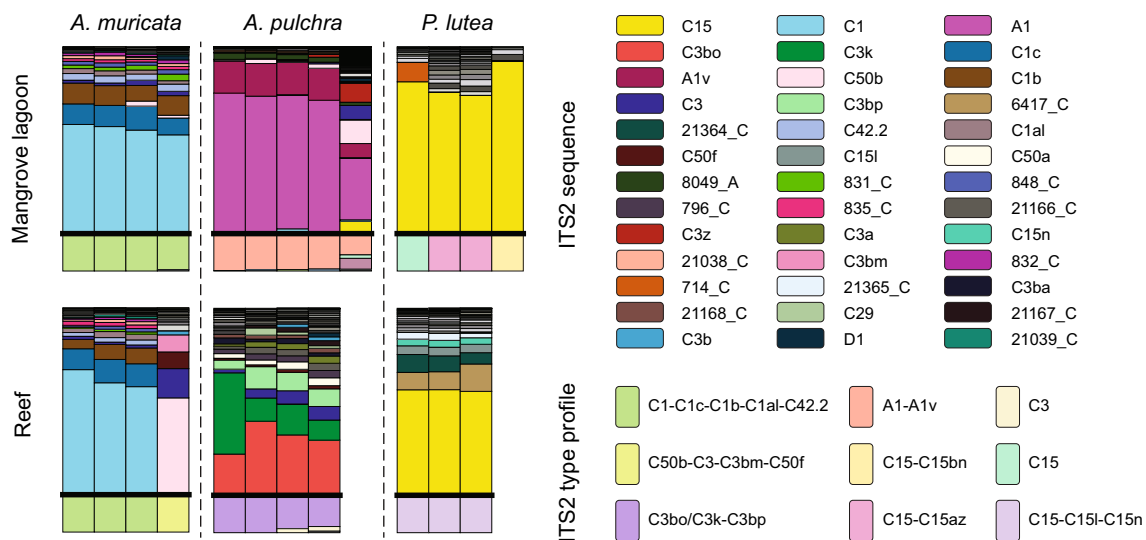 A. muricata
A. pulchra
P. lutea
Mangrove lagoon
Reef
ITS2 sequence
C15
C1
A1
C3bo
C3k
C1c
A1v
C50b
C1b
C3
C3bp
6417_C
21364_C
C42.2
C1al
C50f
C15l
C50a
8049_A
831_C
848_C
796_C
835_C
21166_C
C3z
C3a
C15n
21038_C
C3bm
832_C
714_C
21365_C
C3ba
21168_C
C29
21167_C
C3b
D1
21039_C
ITS2 type profile
C1-C1c-C1b-C1al-C42.2
A1-A1v
C3
C50b-C3-C3bm-C50f
C15-C15bn
C15
C3bo/C3k-C3bp
C15-C15az
C15-C15l-C15n